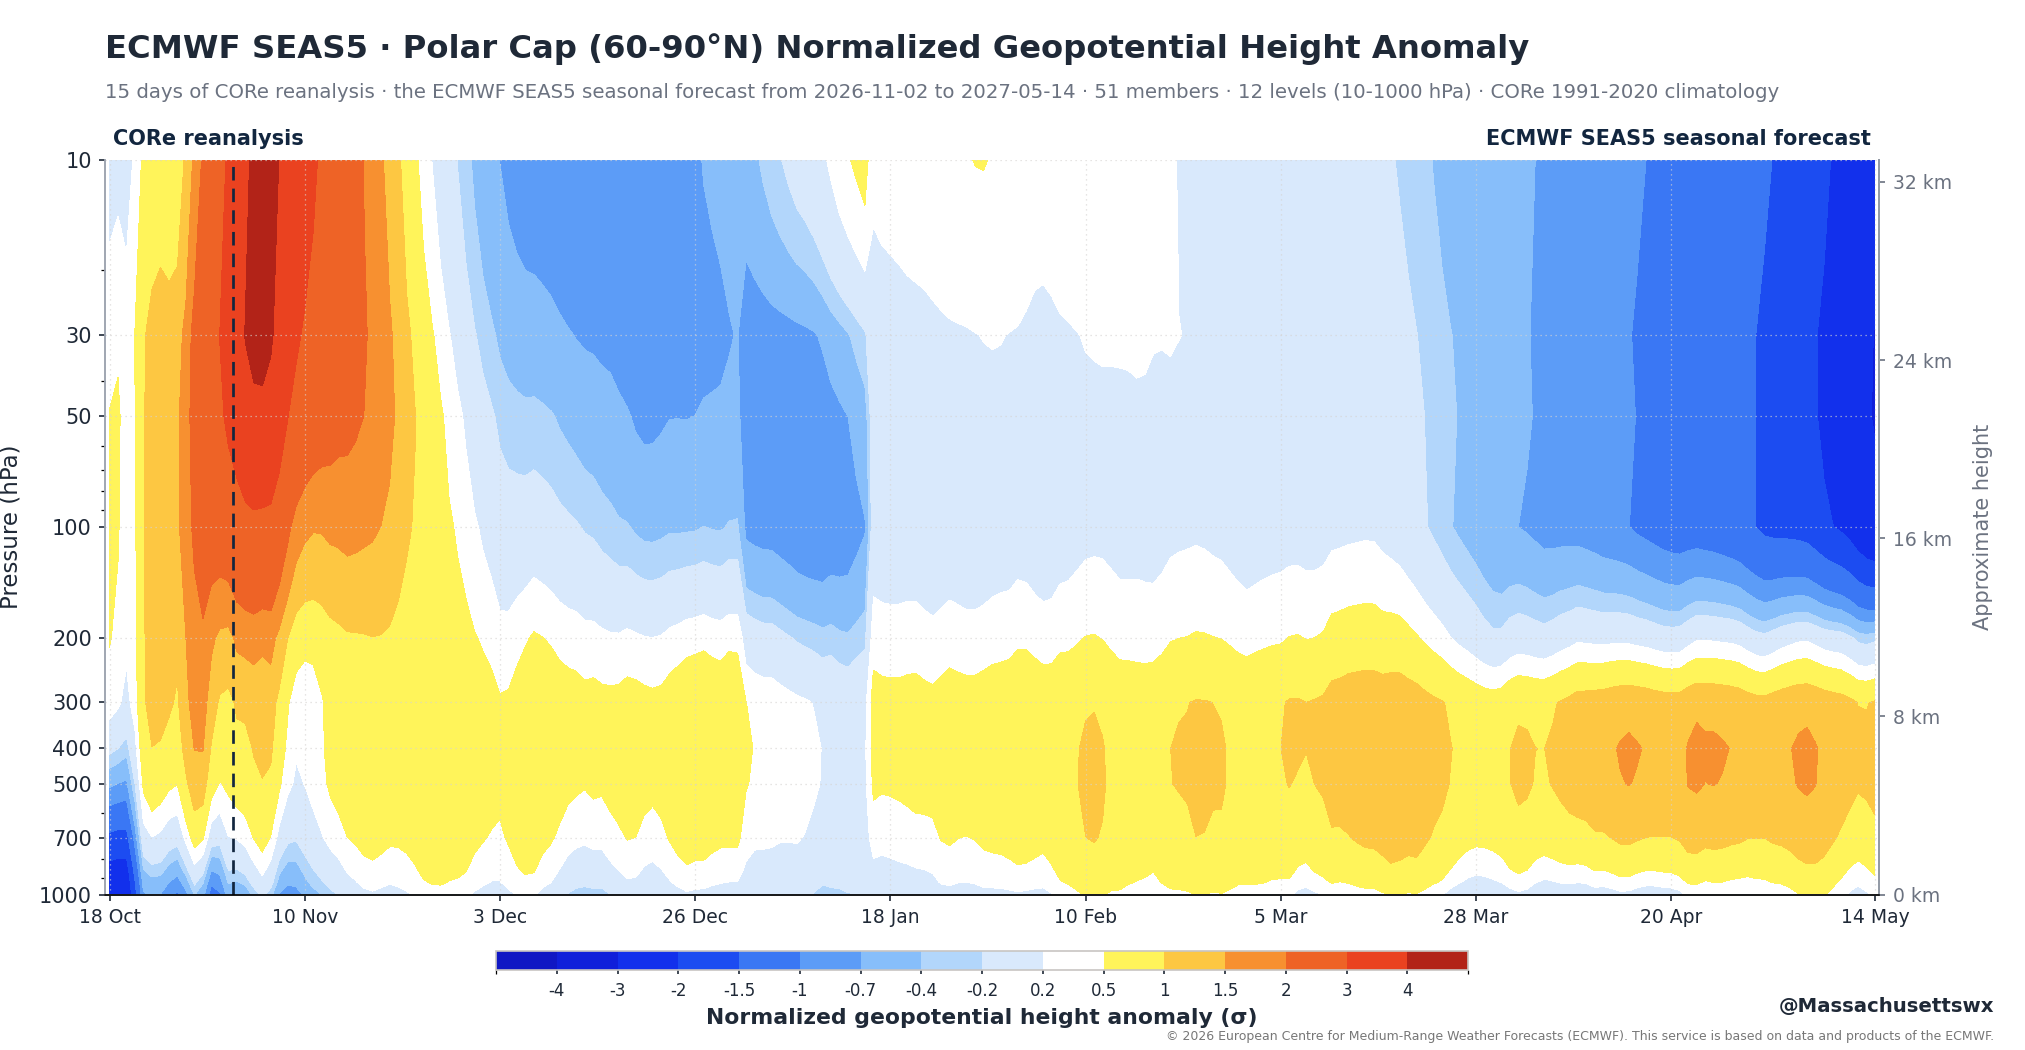 ECMWF SEAS5 · Polar Cap (60-90°N) Normalized Geopotential Height Anomaly
15 days of CORe reanalysis · the ECMWF SEAS5 seasonal forecast from 2026-11-02 to 2027-05-14 · 51 members · 12 levels (10-1000 hPa) · CORe 1991-2020 climatology
CORe reanalysis
ECMWF SEAS5 seasonal forecast
10
30
50
100
200
300
400
500
700
1000
Pressure (hPa)
32 km
24 km
16 km
8 km
0 km
Approximate height
18 Oct 10 Nov 3 Dec 26 Dec 18 Jan 10 Feb 5 Mar 28 Mar 20 Apr 14 May
-4 -3 -2 -1.5 -1 -0.7 -0.4 -0.2 0.2 0.5 1 1.5 2 3 4
Normalized geopotential height anomaly (σ)
@Massachusettswx
© 2026 European Centre for Medium-Range Weather Forecasts (ECMWF). This service is based on data and products of the ECMWF.